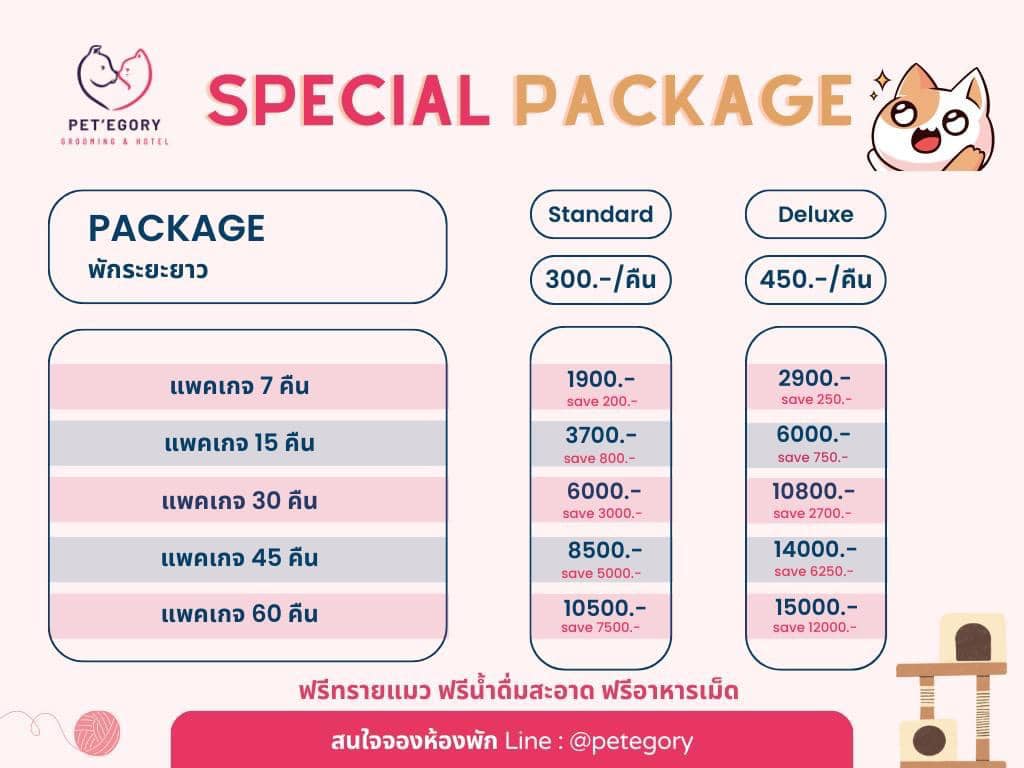 PET'EGORY
GROOMING & HOTEL
SPECIAL PACKAGE
PACKAGE
พักระยะยาว
Standard
Deluxe
300.-/คืน
450.-/คืน
แพคเกจ 7 คืน
1900.-
save 200.-
2900.-
save 250.-
แพคเกจ 15 คืน
3700.-
save 800.-
6000.-
save 750.-
แพคเกจ 30 คืน
6000.-
save 3000.-
10800.-
save 2700.-
แพคเกจ 45 คืน
8500.-
save 5000.-
14000.-
save 6250.-
แพคเกจ 60 คืน
10500.-
save 7500.-
15000.-
save 12000.-
ฟรีทรายแมว ฟรีน้ำดื่มสะอาด ฟรีอาหารเม็ด
สนใจจองห้องพัก Line : @petegory